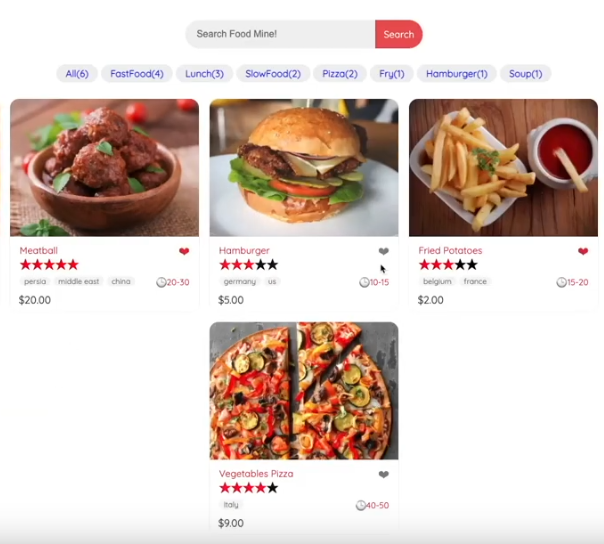 Search Food Mine! Search
All(6) FastFood(4) Lunch(3) SlowFood(2) Pizza(2) Fry(1) Hamburger(1) Soup(1)
Meatball
persia middle east china 20-30
$20.00
Hamburger
germany us 10-15
$5.00
Fried Potatoes
belgium france 15-20
$2.00
Vegetables Pizza
Italy 40-50
$9.00